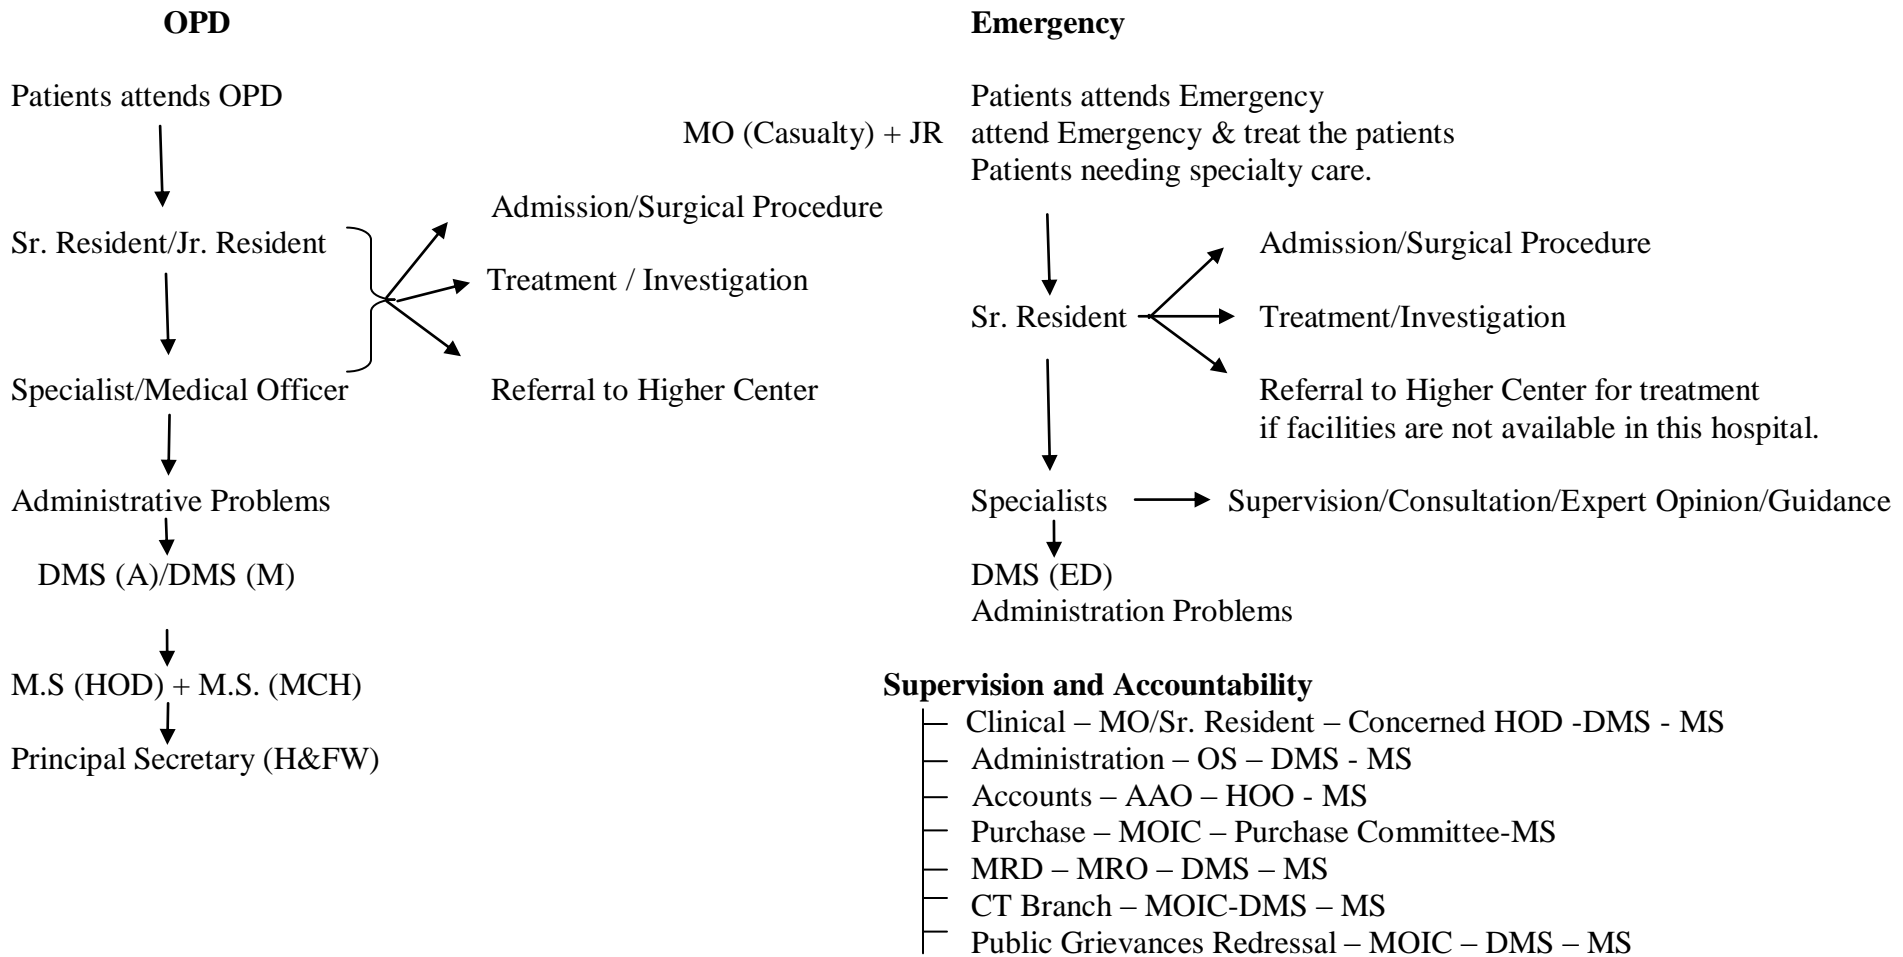 OPD
Patients attends OPD
Sr. Resident/Jr. Resident
Specialist/Medical Officer
Admission/Surgical Procedure
Treatment / Investigation
Referral to Higher Center
Administrative Problems
DMS (A)/DMS (M)
M.S (HOD) + M.S. (MCH)
Principal Secretary (H&FW)
Emergency
Patients attends Emergency
MO (Casualty) + JR attend Emergency & treat the patients
Patients needing specialty care.
Sr. Resident
Admission/Surgical Procedure
Treatment/Investigation
Referral to Higher Center for treatment
if facilities are not available in this hospital.
Specialists
Supervision/Consultation/Expert Opinion/Guidance
DMS (ED)
Administration Problems
Supervision and Accountability
Clinical – MO/Sr. Resident – Concerned HOD -DMS - MS
Administration – OS – DMS - MS
Accounts – AAO – HOO - MS
Purchase – MOIC – Purchase Committee-MS
MRD – MRO – DMS – MS
CT Branch – MOIC-DMS – MS
Public Grievances Redressal – MOIC – DMS – MS